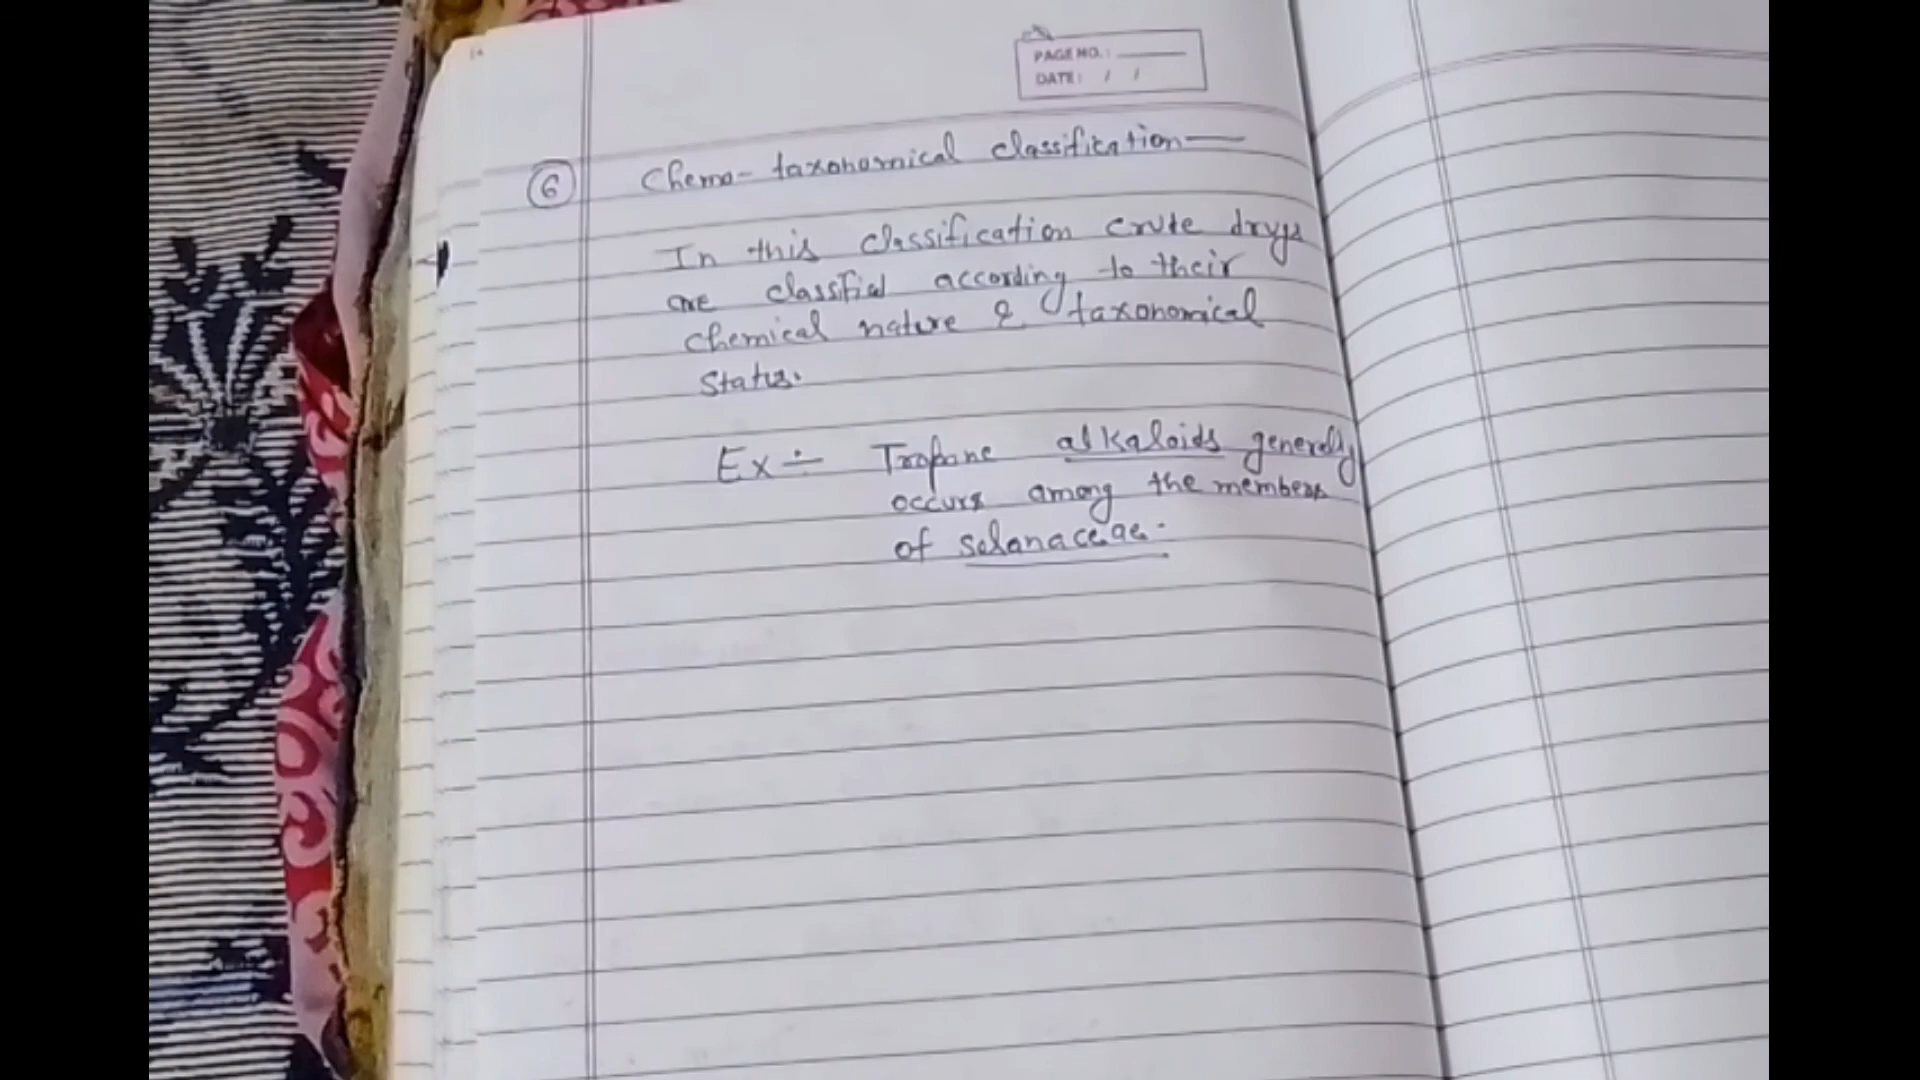 PAGE NO.:
DATE: / /
6 Chemo-taxonomical classification—
In this classification crude drugs
are classified according to their
chemical nature & taxonomical
status.
Ex ÷ Tropane alkaloids generally
occurs among the members
of solanaceae.